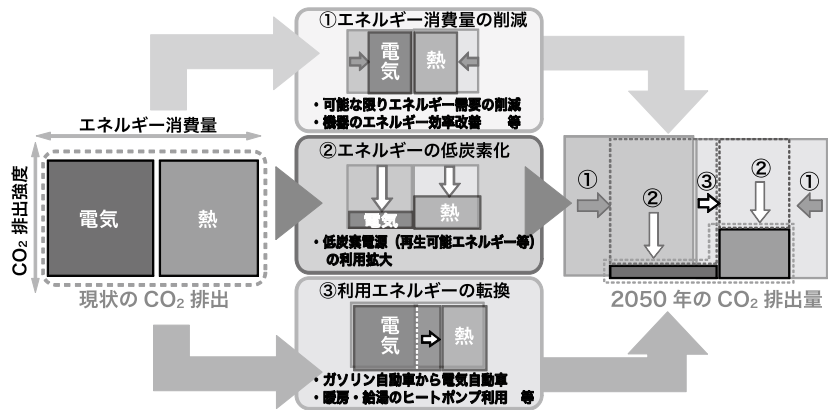 エネルギー消費量
CO₂ 排出強度
電気
熱
現状の CO₂ 排出
①エネルギー消費量の削減
電気
熱
・可能な限りエネルギー需要の削減
・機器のエネルギー効率改善 等
②エネルギーの低炭素化
電気
熱
・低炭素電源（再生可能エネルギー等）
の利用拡大
③利用エネルギーの転換
電気
熱
・ガソリン自動車から電気自動車
・暖房・給湯のヒートポンプ利用 等
①
②
③
②
①
2050 年の CO₂ 排出量